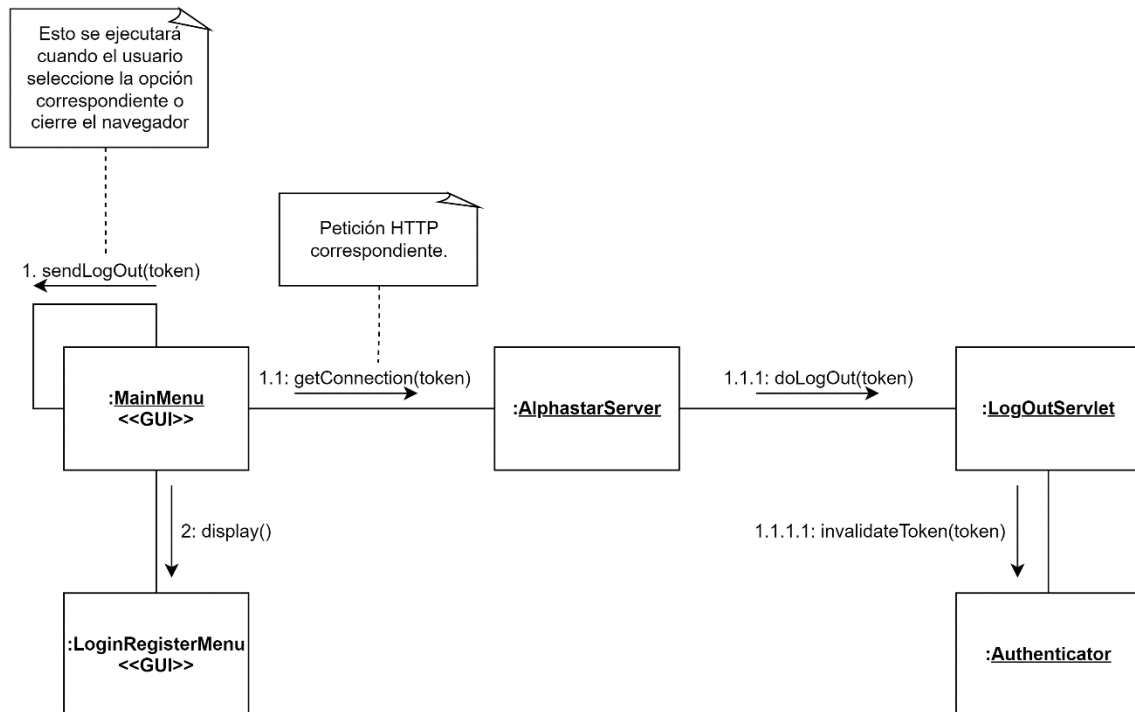 Esto se ejecutará
cuando el usuario
seleccione la opción
correspondiente o
cierre el navegador
Petición HTTP
correspondiente.
1. sendLogOut(token)
1.1: getConnection(token)
1.1.1: doLogOut(token)
:MainMenu
<<GUI>>
:AlphastarServer
:LogOutServlet
2: display()
1.1.1.1: invalidateToken(token)
:LoginRegisterMenu
<<GUI>>
:Authenticator